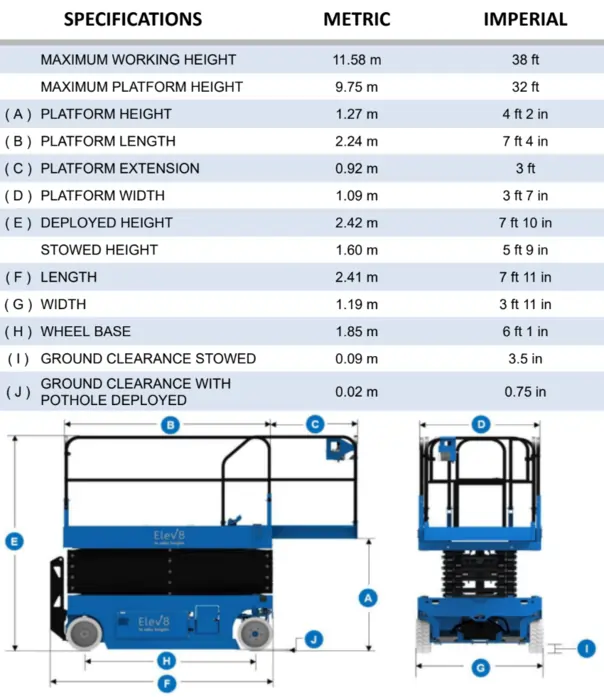 SPECIFICATIONS METRIC IMPERIAL
MAXIMUM WORKING HEIGHT 11.58 m 38 ft
MAXIMUM PLATFORM HEIGHT 9.75 m 32 ft
( A ) PLATFORM HEIGHT 1.27 m 4 ft 2 in
( B ) PLATFORM LENGTH 2.24 m 7 ft 4 in
( C ) PLATFORM EXTENSION 0.92 m 3 ft
( D ) PLATFORM WIDTH 1.09 m 3 ft 7 in
( E ) DEPLOYED HEIGHT 2.42 m 7 ft 10 in
STOWED HEIGHT 1.60 m 5 ft 9 in
( F ) LENGTH 2.41 m 7 ft 11 in
( G ) WIDTH 1.19 m 3 ft 11 in
( H ) WHEEL BASE 1.85 m 6 ft 1 in
( I ) GROUND CLEARANCE STOWED 0.09 m 3.5 in
( J ) GROUND CLEARANCE WITH
POTHOLE DEPLOYED 0.02 m 0.75 in
B C D
E
Elev8
A
Elev8
J I
H G
F